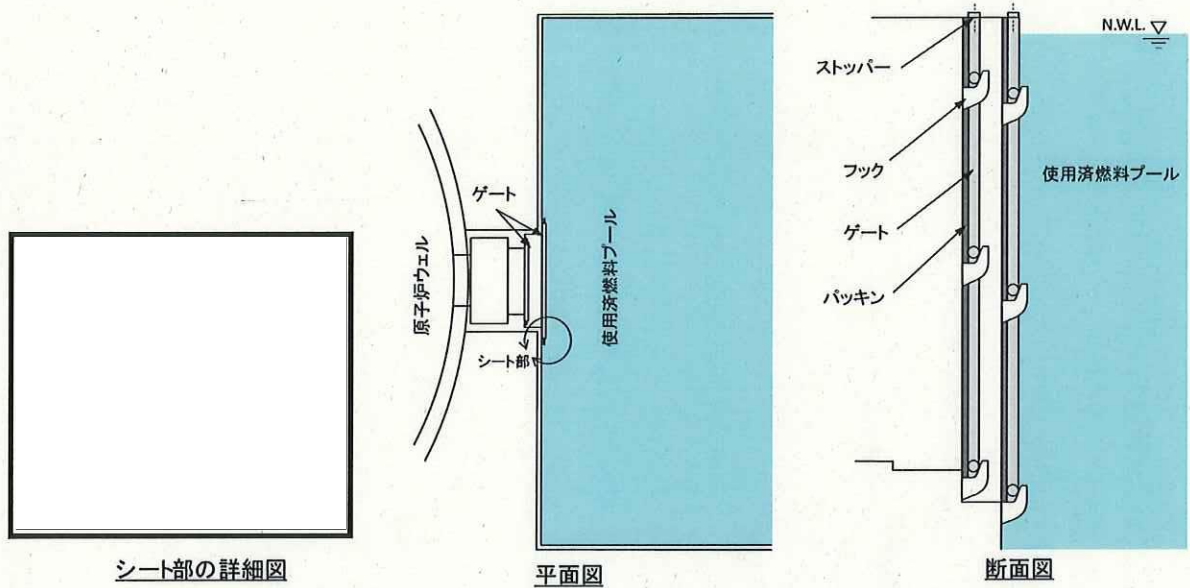 シート部の詳細図
ゲート
原子炉ウェル
使用済燃料プール
シート部
平面図
N.W.L.
ストッパー
フック
使用済燃料プール
ゲート
パッキン
断面図